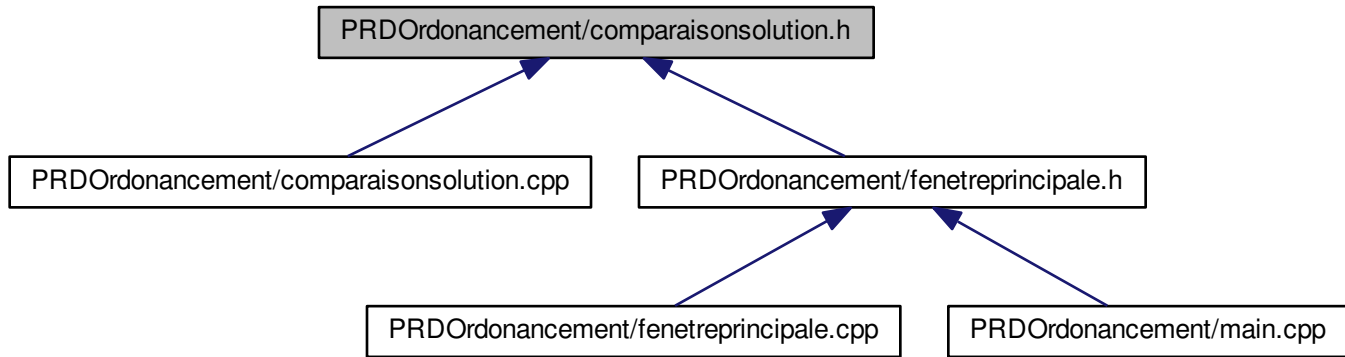 PRDOrdonancement/comparaisonsolution.h
PRDOrdonancement/comparaisonsolution.cpp
PRDOrdonancement/fenetreprincipale.h
PRDOrdonancement/fenetreprincipale.cpp
PRDOrdonancement/main.cpp